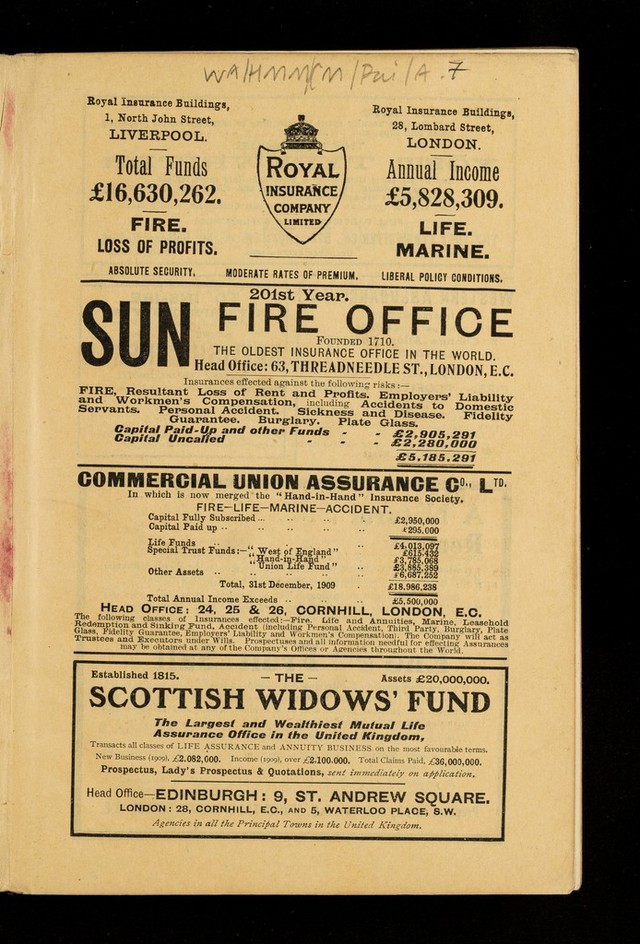 Royal Insurance Buildings,
1, North John Street,
LIVERPOOL.
Total Funds
£16,630,262.
FIRE.
LOSS OF PROFITS.
ROYAL
INSURANCE
COMPANY
LIMITED
Royal Insurance Buildings,
28, Lombard Street,
LONDON.
Annual Income
£5,828,309.
LIFE.
MARINE.
ABSOLUTE SECURITY. MODERATE RATES OF PREMIUM. LIBERAL POLICY CONDITIONS.
201st Year.
SUN FIRE OFFICE
FOUNDED 1710.
THE OLDEST INSURANCE OFFICE IN THE WORLD.
Head Office: 63, THREADNEEDLE ST., LONDON, E.C.
Insurances effected against the following risks:—
FIRE, Resultant Loss of Rent and Profits. Employers' Liability
and Workmen's Compensation, including Accidents to Domestic
Servants. Personal Accident. Sickness and Disease. Fidelity
Guarantee. Burglary. Plate Glass.
Capital Paid-Up and other Funds - - £2,905,291
Capital Uncalled - - - £2,280,000
£5,185,291
COMMERCIAL UNION ASSURANCE CO., LTD.
In which is now merged the "Hand-in-Hand" Insurance Society.
FIRE—LIFE—MARINE—ACCIDENT.
Capital Fully Subscribed ... .. .. .. £2,950,000
Capital Paid up .. .. .. .. .. £295,000
Life Funds .. .. .. .. £4,013,097
Special Trust Funds:—"West of England" .. £615,432
"Hand-in-Hand" .. £3,785,068
"Union Life Fund" .. £3,885,389
Other Assets .. .. .. .. .. £6,687,252
Total, 31st December, 1909 .. £18,986,238
Total Annual Income Exceeds .. .. £5,500,000
HEAD OFFICE: 24, 25 & 26, CORNHILL, LONDON, E.C.
The following classes of Insurances effected:—Fire, Life and Annuities, Marine, Leasehold
Redemption and Sinking Fund, Accident (including Personal Accident, Third Party, Burglary, Plate
Glass, Fidelity Guarantee, Employers' Liability and Workmen's Compensation). The Company will act as
Trustees and Executors under Wills. Prospectuses and all information needful for effecting Assurances
may be obtained at any of the Company's Offices or Agencies throughout the World.
Established 1815. — THE — Assets £20,000,000.
SCOTTISH WIDOWS' FUND
The Largest and Wealthiest Mutual Life
Assurance Office in the United Kingdom,
Transacts all classes of LIFE ASSURANCE and ANNUITY BUSINESS on the most favourable terms.
New Business (1909), £2,082,000. Income (1909), over £2,100,000. Total Claims Paid, £36,000,000.
Prospectus, Lady's Prospectus & Quotations, sent immediately on application.
Head Office—EDINBURGH: 9, ST. ANDREW SQUARE.
LONDON: 28, CORNHILL, E.C., AND 5, WATERLOO PLACE, S.W.
Agencies in all the Principal Towns in the United Kingdom.